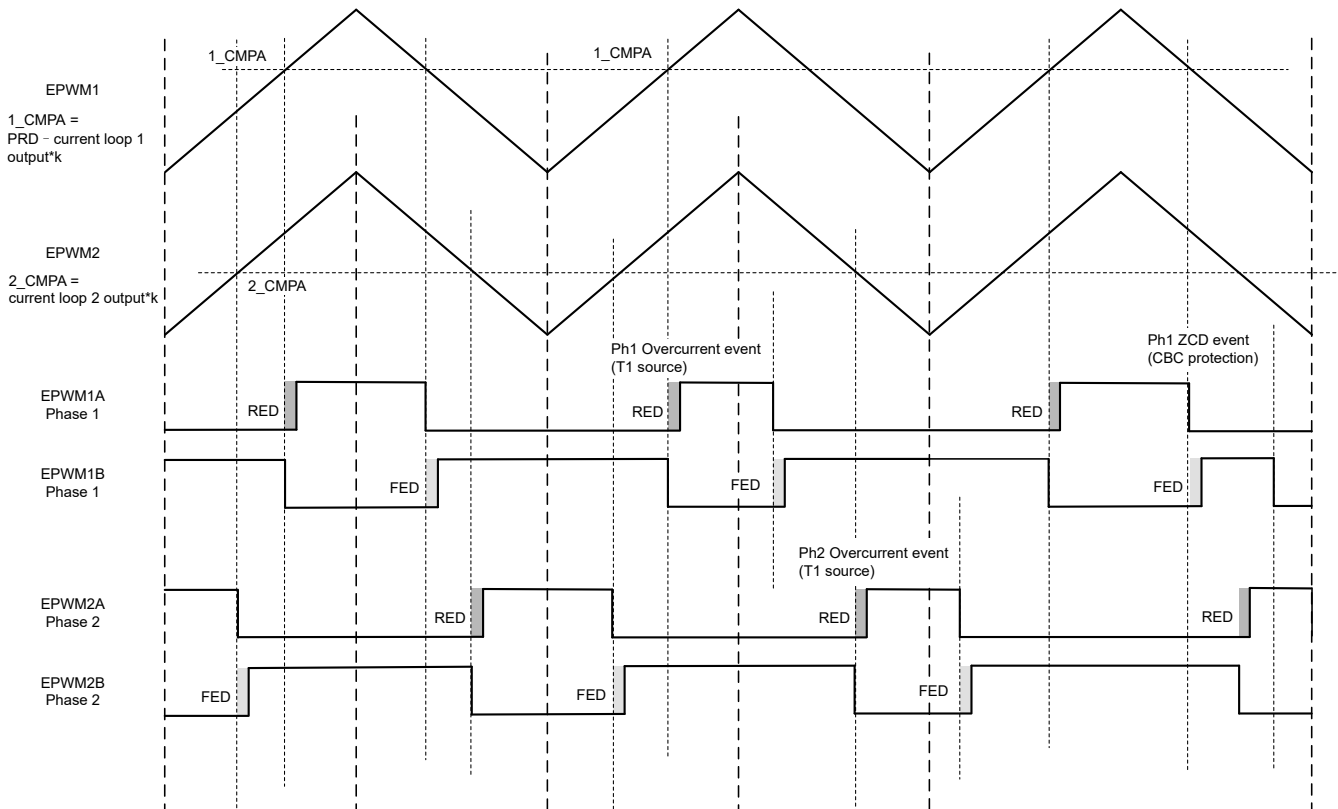 1_CMPA
1_CMPA
EPWM1
1_CMPA =
PRD - current loop 1
output*k
EPWM2
2_CMPA =
current loop 2 output*k
2_CMPA
Ph1 Overcurrent event
(T1 source)
Ph1 ZCD event
(CBC protection)
EPWM1A
Phase 1
RED
RED
RED
EPWM1B
Phase 1
FED
FED
FED
Ph2 Overcurrent event
(T1 source)
EPWM2A
Phase 2
RED
RED
RED
EPWM2B
Phase 2
FED
FED
FED